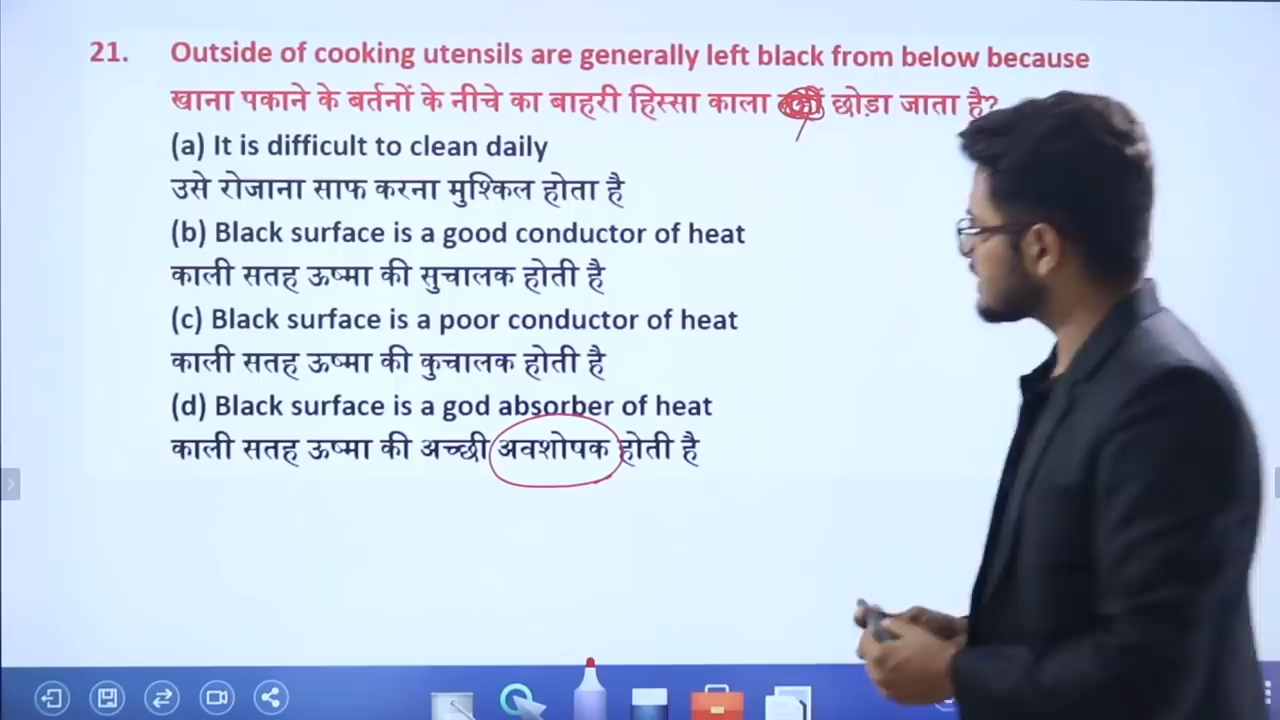 21. Outside of cooking utensils are generally left black from below because
खाना पकाने के बर्तनों के नीचे का बाहरी हिस्सा काला छोड़ा जाता है?
(a) It is difficult to clean daily
उसे रोजाना साफ करना मुश्किल होता है
(b) Black surface is a good conductor of heat
काली सतह ऊष्मा की सुचालक होती है
(c) Black surface is a poor conductor of heat
काली सतह ऊष्मा की कुचालक होती है
(d) Black surface is a god absorber of heat
काली सतह ऊष्मा की अच्छी अवशोपक होती है